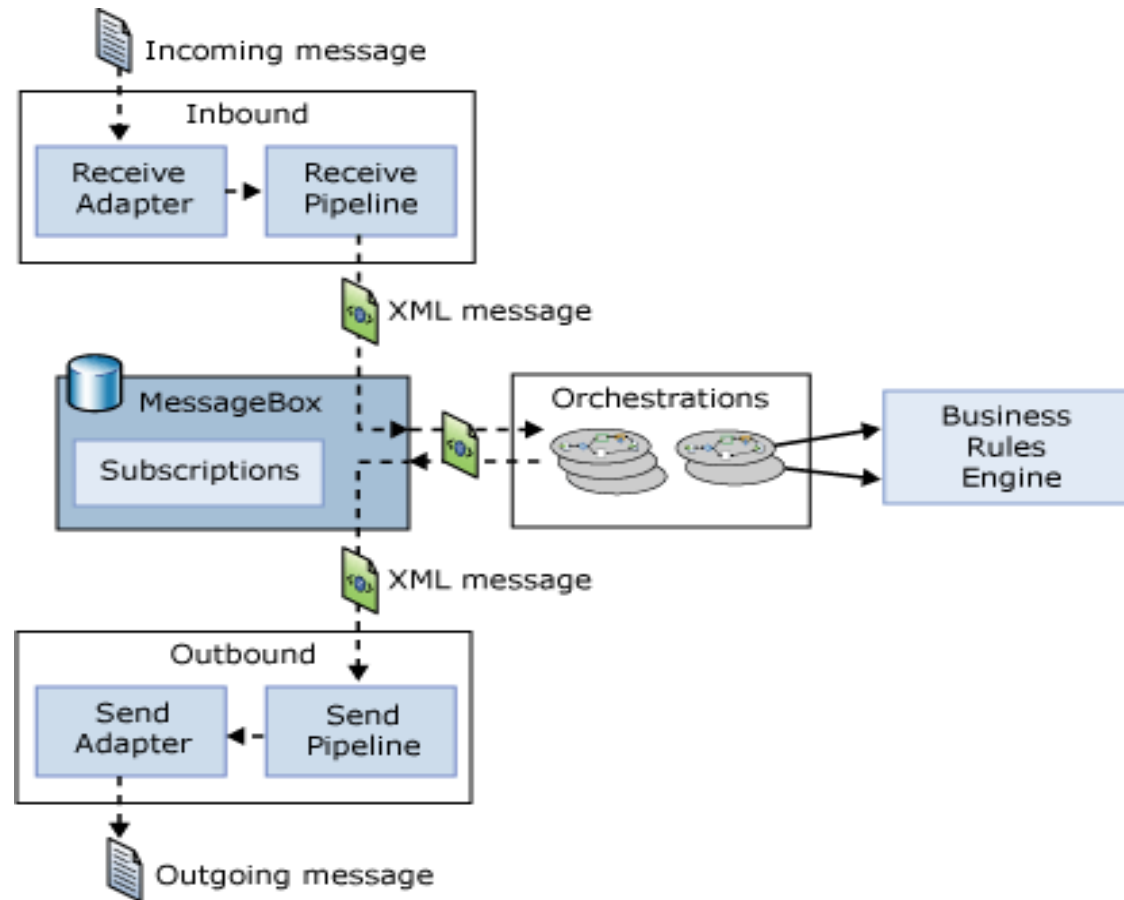 Incoming message
Inbound
Receive
Adapter
Receive
Pipeline
XML message
MessageBox
Subscriptions
Orchestrations
Business
Rules
Engine
XML message
Outbound
Send
Adapter
Send
Pipeline
Outgoing message